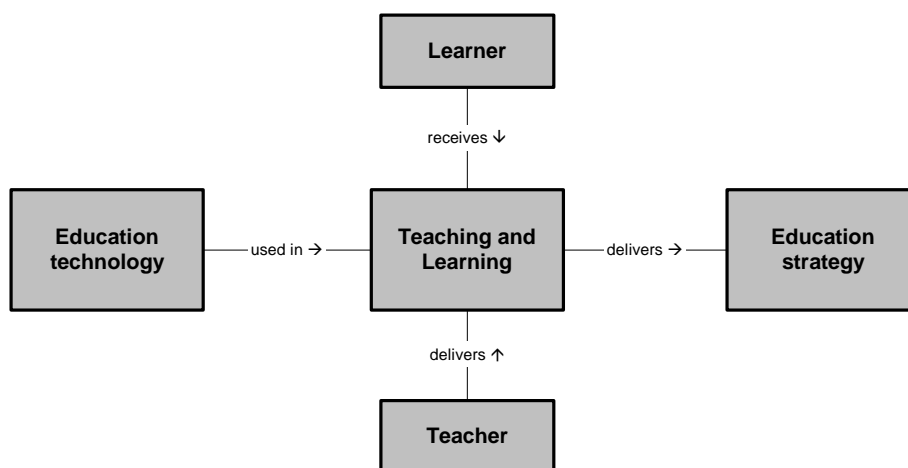 Learner
receives ↓
Education
technology
used in →
Teaching and
Learning
delivers →
Education
strategy
delivers ↑
Teacher